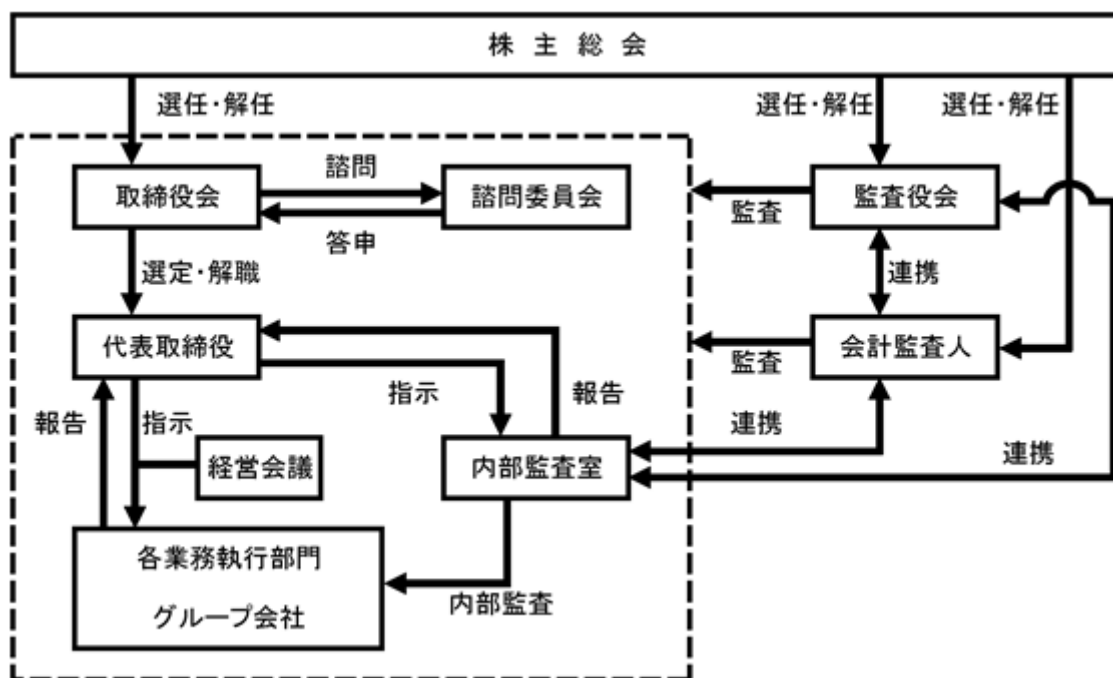 株主総会
選任・解任
選任・解任
選任・解任
取締役会
諮問
諮問委員会
答申
監査
監査役会
選定・解職
連携
代表取締役
監査
会計監査人
報告
指示
指示
報告
連携
経営会議
内部監査室
連携
各業務執行部門
グループ会社
内部監査